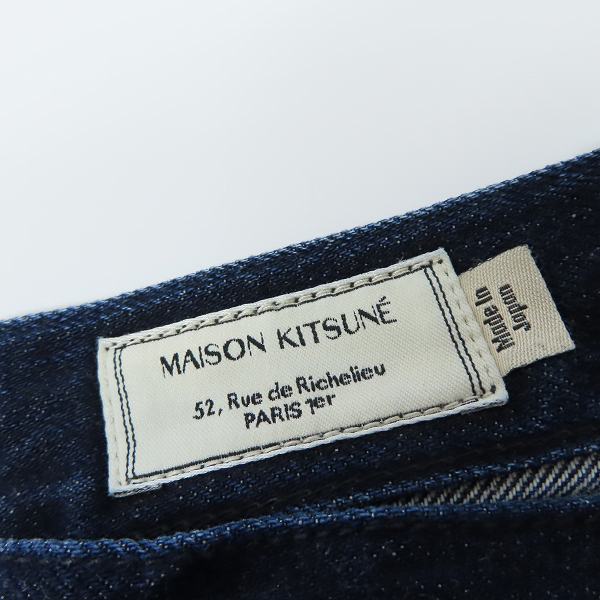 MAISON KITSUNÉ
52, Rue de Richelieu
PARIS 1er
Made In
Japan